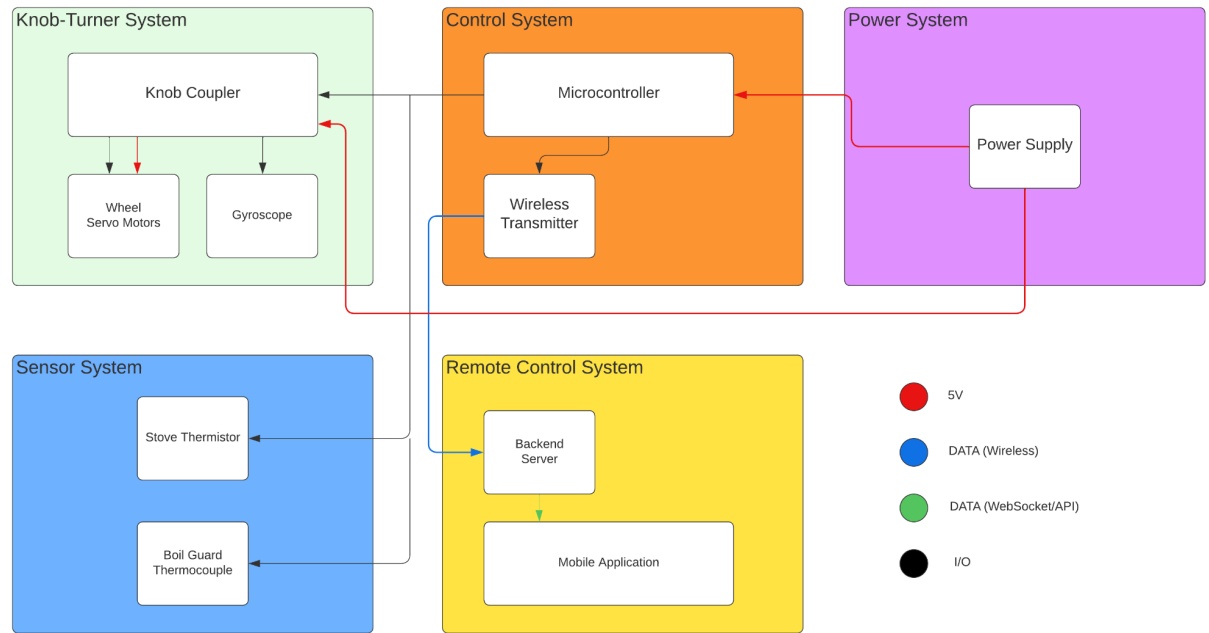 Knob-Turner System
Knob Coupler
Wheel
Servo Motors
Gyroscope
Control System
Microcontroller
Wireless
Transmitter
Power System
Power Supply
Sensor System
Stove Thermistor
Boil Guard
Thermocouple
Remote Control System
Backend
Server
Mobile Application
5V
DATA (Wireless)
DATA (WebSocket/API)
I/O